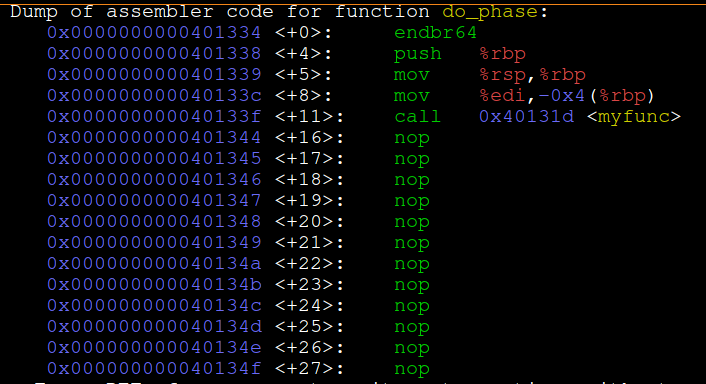 Dump of assembler code for function do_phase:
0x0000000000401334 <+0>: endbr64
0x0000000000401338 <+4>: push %rbp
0x0000000000401339 <+5>: mov %rsp,%rbp
0x000000000040133c <+8>: mov %edi,-0x4(%rbp)
0x000000000040133f <+11>: call 0x40131d <myfunc>
0x0000000000401344 <+16>: nop
0x0000000000401345 <+17>: nop
0x0000000000401346 <+18>: nop
0x0000000000401347 <+19>: nop
0x0000000000401348 <+20>: nop
0x0000000000401349 <+21>: nop
0x000000000040134a <+22>: nop
0x000000000040134b <+23>: nop
0x000000000040134c <+24>: nop
0x000000000040134d <+25>: nop
0x000000000040134e <+26>: nop
0x000000000040134f <+27>: nop